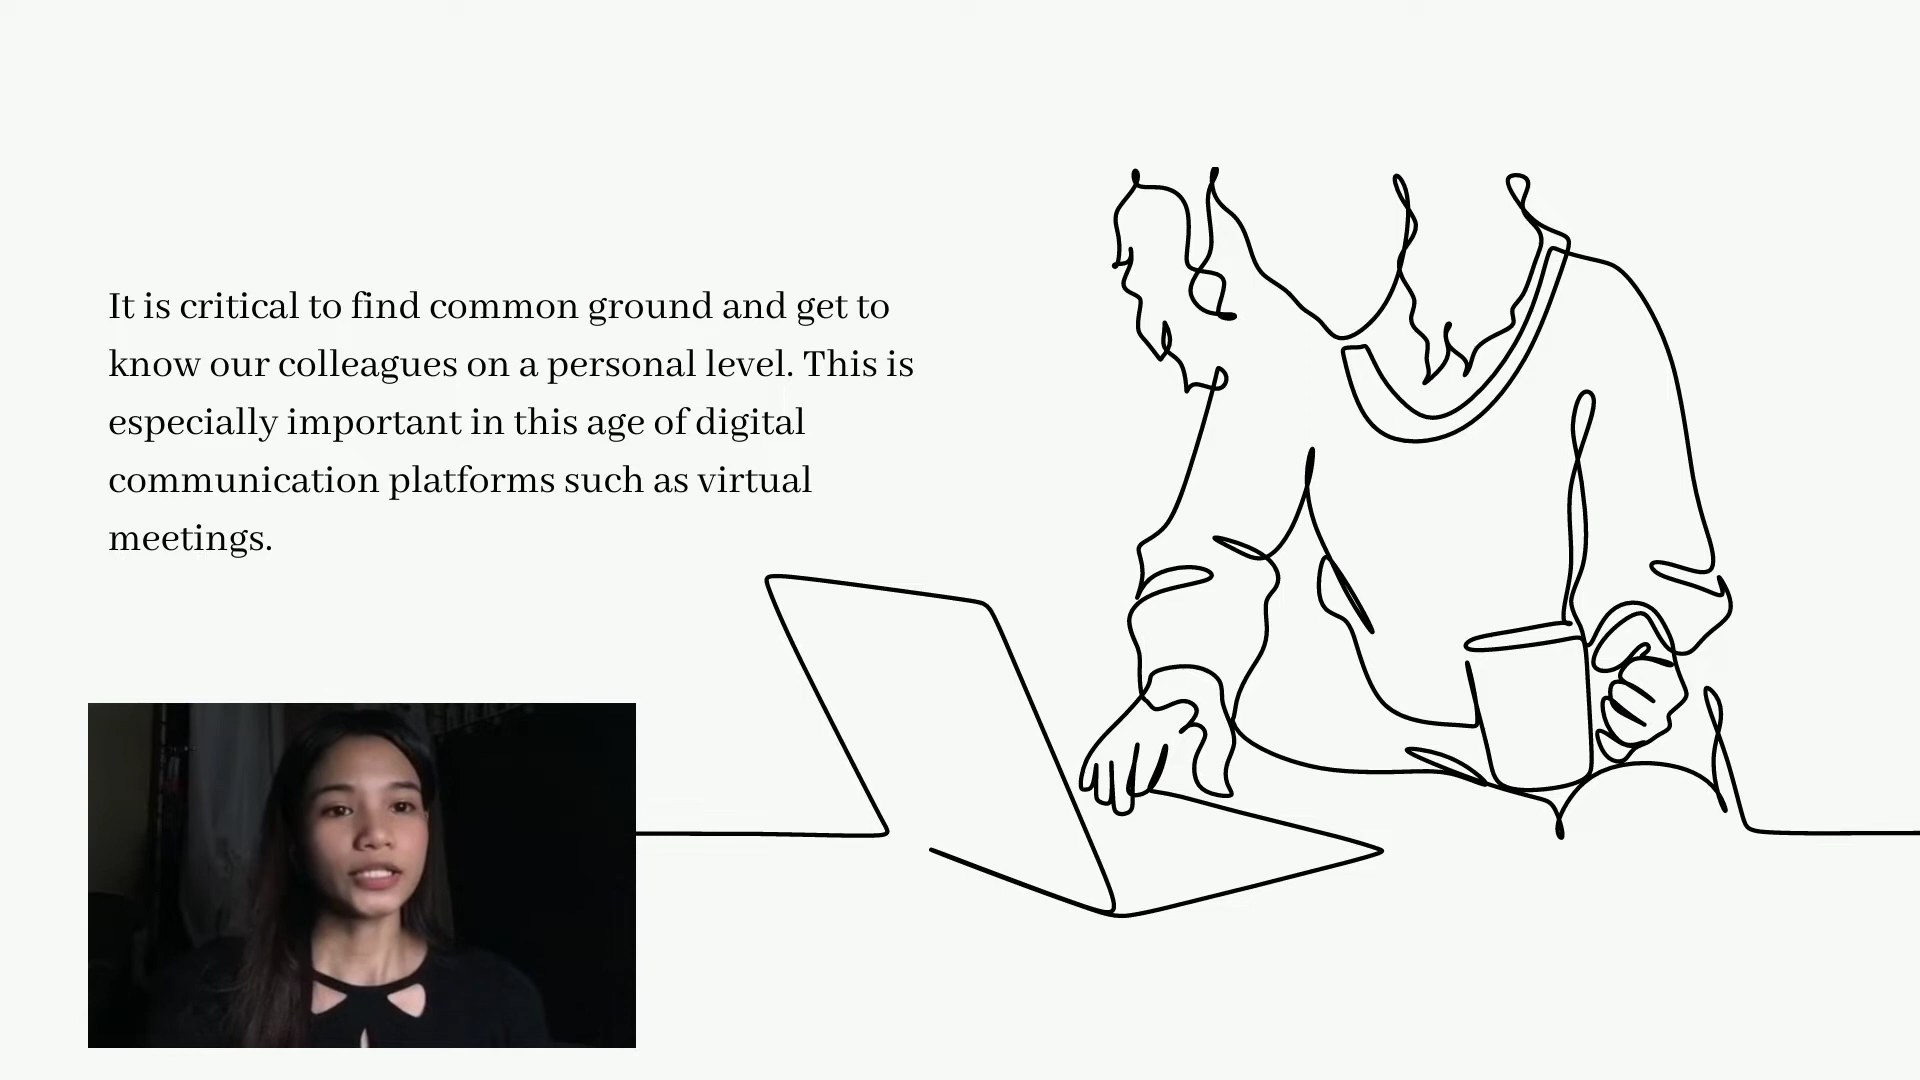 It is critical to find common ground and get to
know our colleagues on a personal level. This is
especially important in this age of digital
communication platforms such as virtual
meetings.